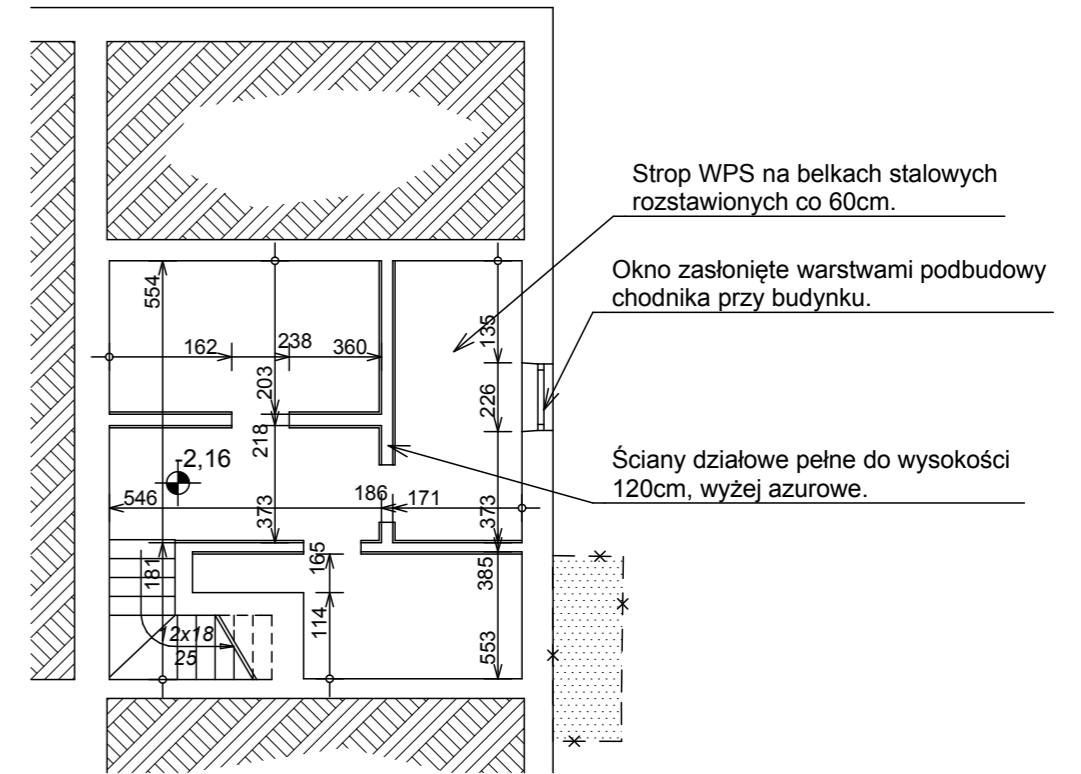 Strop WPS na belkach stalowych
rozstawionych co 60cm.
Okno zasłonięte warstwami podbudowy
chodnika przy budynku.
Ściany działowe pełne do wysokości
120cm, wyżej azurowe.
554
162
238
360
135
203
226
218
-2,16
546
186
171
373
373
181
165
385
114
12x18
25
553